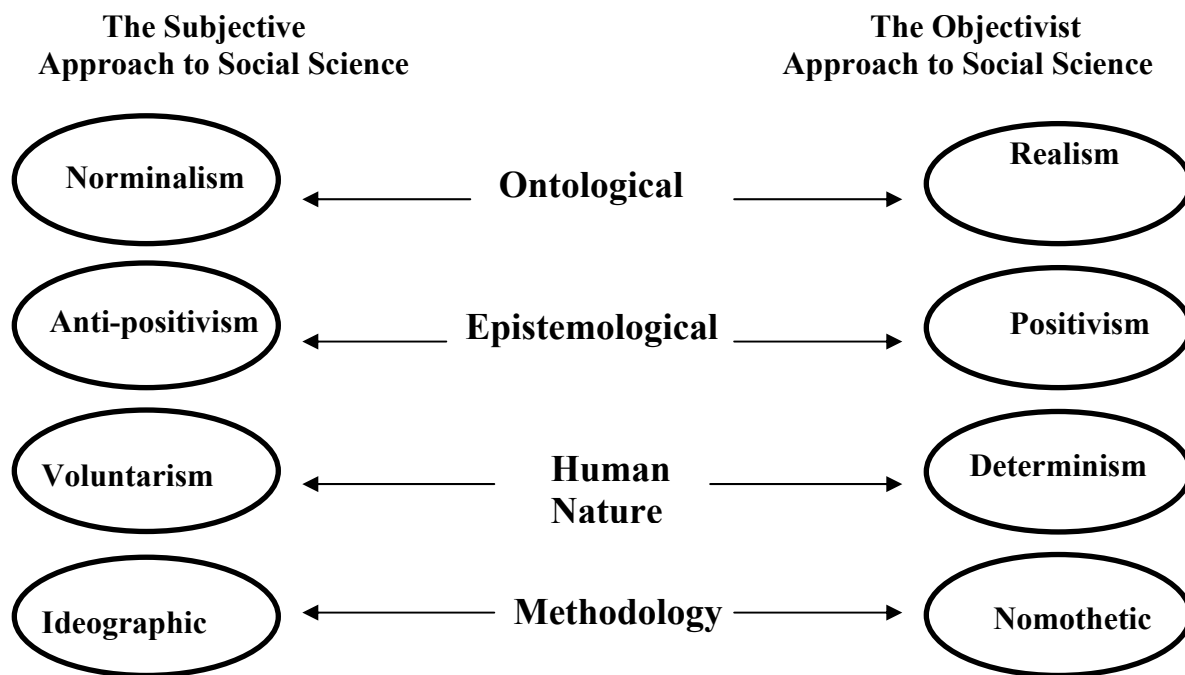 The Subjective
Approach to Social Science
The Objectivist
Approach to Social Science
Norminalism
Ontological
Realism
Anti-positivism
Epistemological
Positivism
Voluntarism
Human
Nature
Determinism
Ideographic
Methodology
Nomothetic